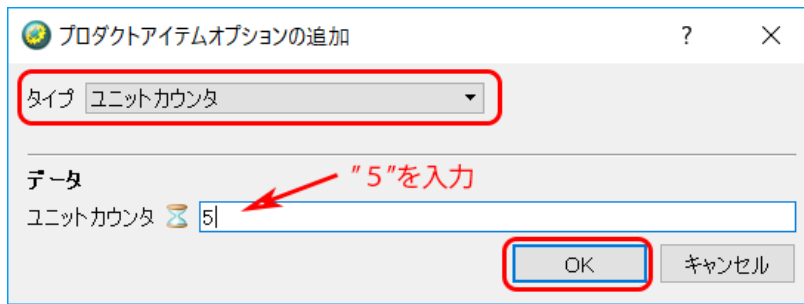 プロダクトアイテムオプションの追加 ?
タイプ ユニットカウンタ
データ
"5"を入力
ユニットカウンタ 5
OK キャンセル